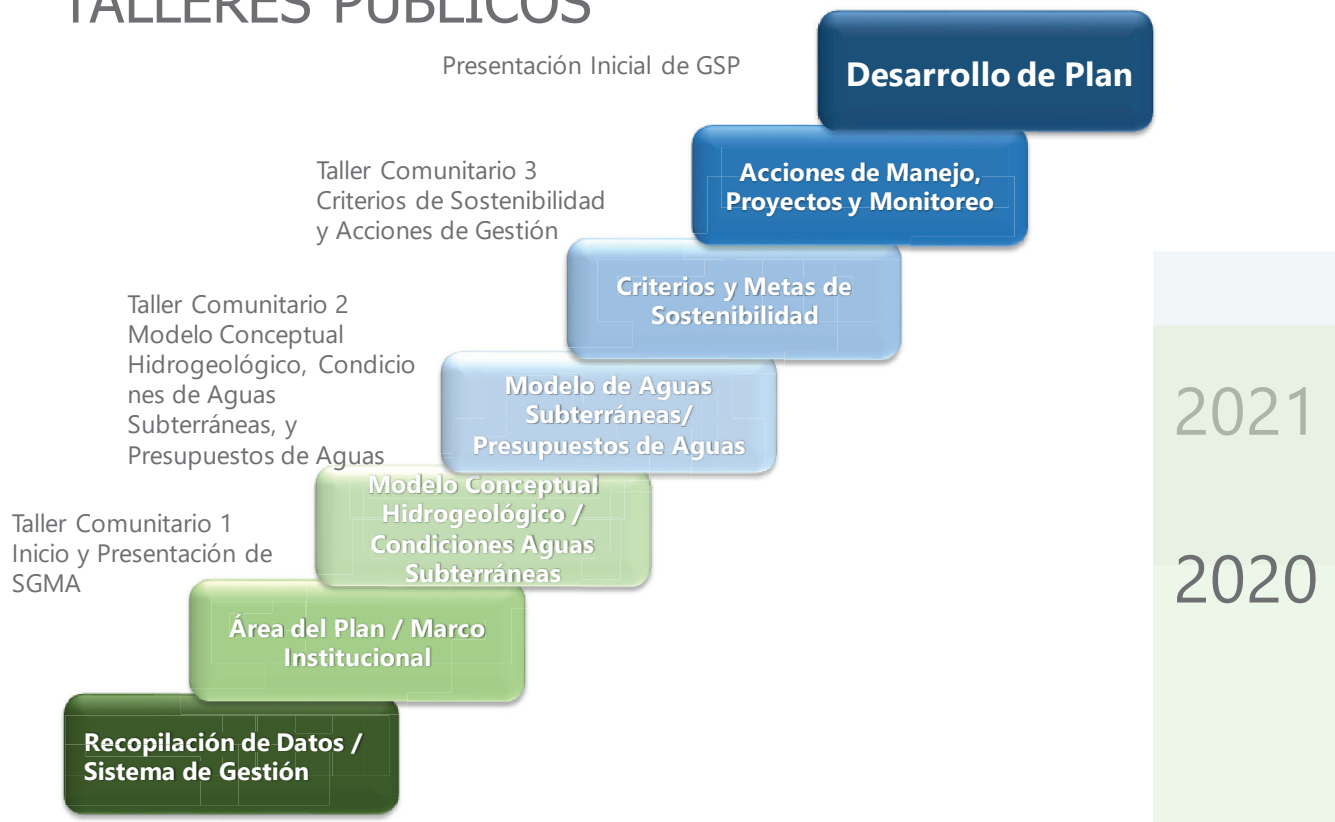 TALLERES PÚBLICOS
Presentación Inicial de GSP
Desarrollo de Plan
Taller Comunitario 3
Criterios de Sostenibilidad
y Acciones de Gestión
Acciones de Manejo,
Proyectos y Monitoreo
Criterios y Metas de
Sostenibilidad
Taller Comunitario 2
Modelo Conceptual
Hidrogeológico, Condicio
nes de Aguas
Subterráneas, y
Presupuestos de Aguas
Modelo de Aguas
Subterráneas/
Presupuestos de Aguas
2021
Modelo Conceptual
Hidrogeológico /
Condiciones Aguas
Subterráneas
Taller Comunitario 1
Inicio y Presentación de
SGMA
2020
Área del Plan / Marco
Institucional
Recopilación de Datos /
Sistema de Gestión